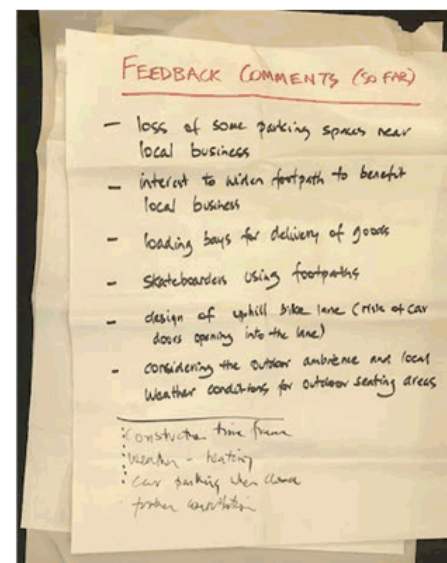 FEEDBACK COMMENTS (SO FAR)
- loss of some parking spaces near
local business
- interest to widen footpath to benefit
local business
- loading bays for delivery of goods
- skateboarders using footpaths
- design of uphill bike lane (risk of car
doors opening into the lane)
- considering the outdoor ambience and local
weather conditions for outdoor seating areas
construction time frame
weather - heating
car parking when closed
further consultation